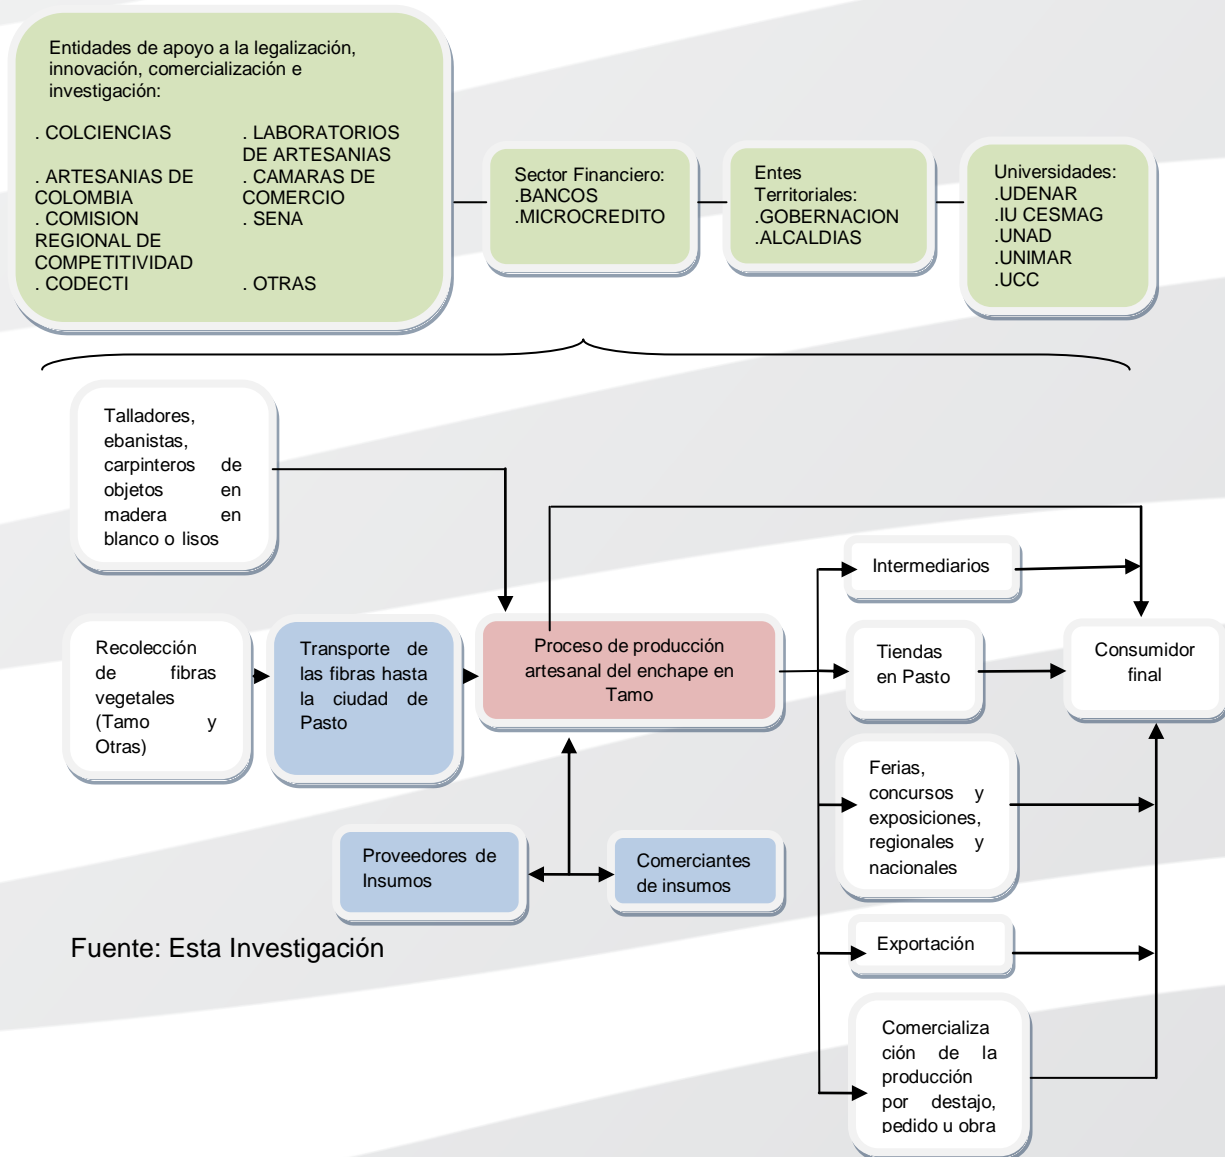 Entidades de apoyo a la legalización,
innovación, comercialización e
investigación:
. COLCIENCIAS
. ARTESANIAS DE
COLOMBIA
. COMISION
REGIONAL DE
COMPETITIVIDAD
. CODECTI
. LABORATORIOS
DE ARTESANIAS
. CAMARAS DE
COMERCIO
. SENA
. OTRAS
Sector Financiero:
.BANCOS
.MICROCREDITO
Entes
Territoriales:
.GOBERNACION
.ALCALDIAS
Universidades:
.UDENAR
.IU CESMAG
.UNAD
.UNIMAR
.UCC
Talladores,
ebanistas,
carpinteros de
objetos en
madera en
blanco o lisos
Recolección
de fibras
vegetales
(Tamo y
Otras)
Transporte de
las fibras hasta
la ciudad de
Pasto
Proceso de producción
artesanal del enchape en
Tamo
Proveedores de
Insumos
Comerciantes
de insumos
Intermediarios
Tiendas
en Pasto
Ferias,
concursos y
exposiciones,
regionales y
nacionales
Exportación
Comercializa
ción de la
producción
por destajo,
pedido u obra
Consumidor
final
Fuente: Esta Investigación